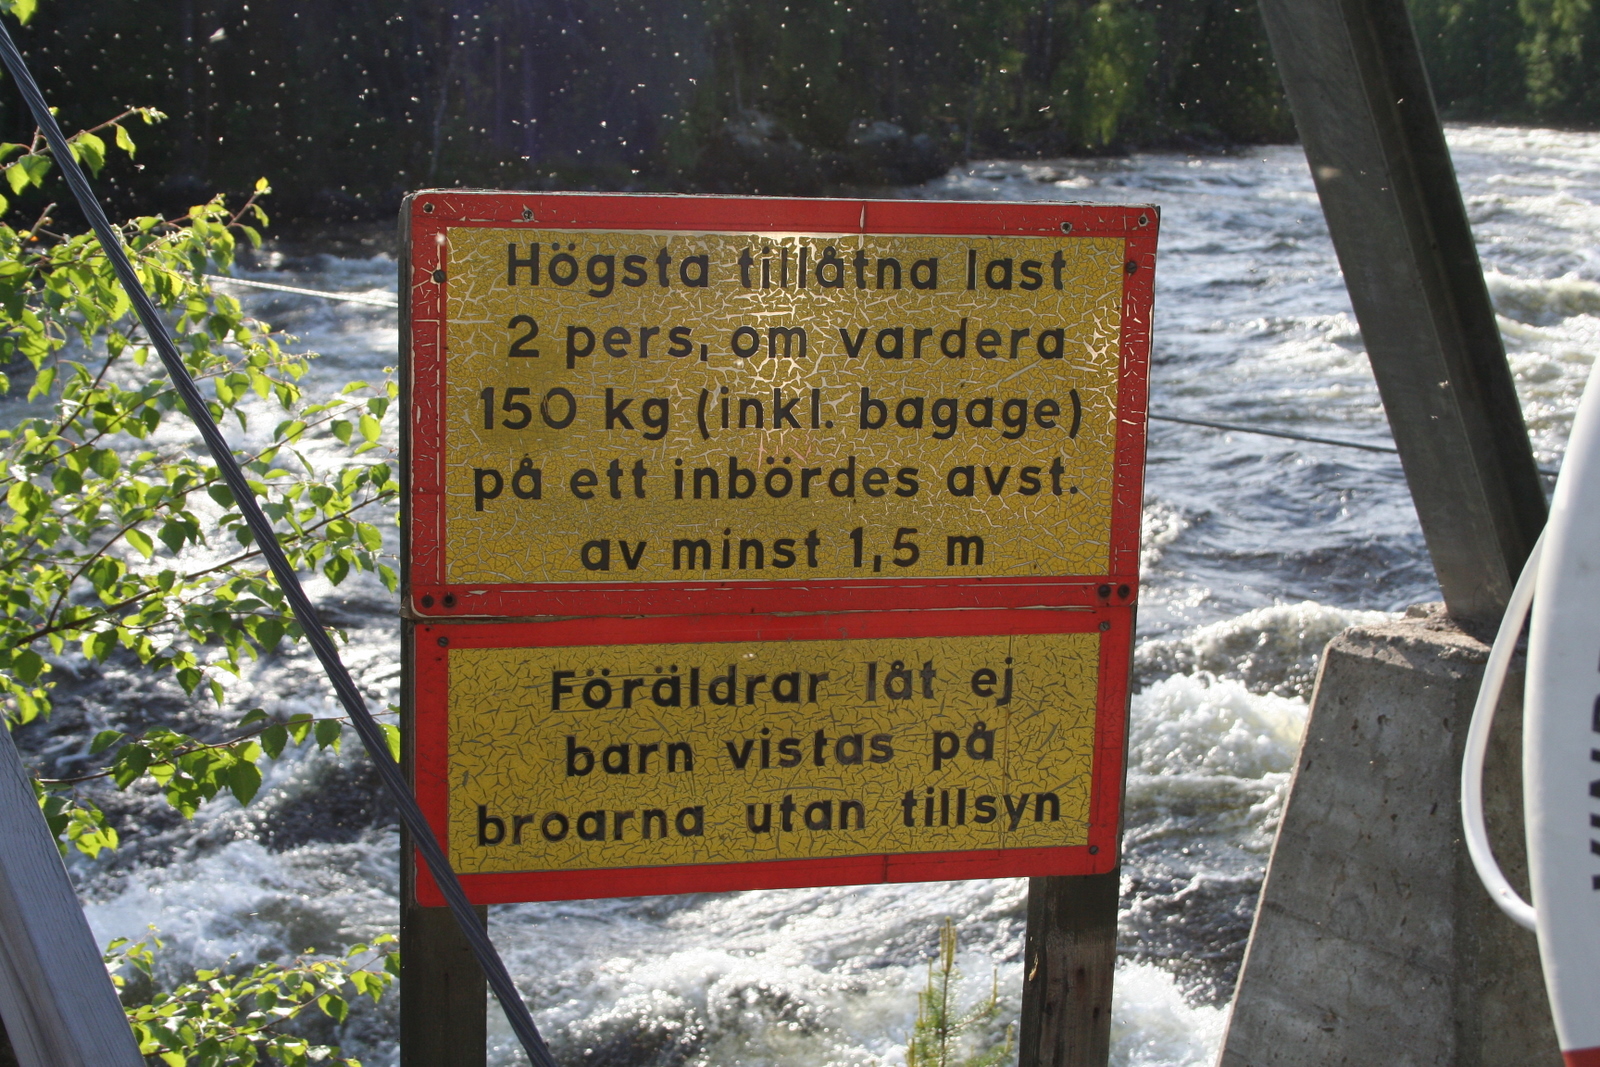 Högsta tillåtna last
2 pers, om vardera
150 kg (inkl. bagage)
på ett inbördes avst.
av minst 1,5 m
Föräldrar låt ej
barn vistas på
broarna utan tillsyn